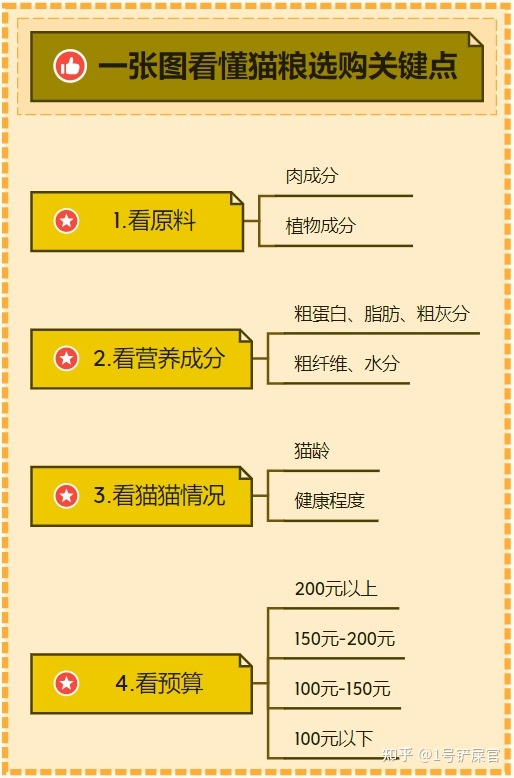 一张图看懂猫粮选购关键点
肉成分
1.看原料
植物成分
粗蛋白、脂肪、粗灰分
2.看营养成分
粗纤维、水分
猫龄
3.看猫猫情况
健康程度
200元以上
150元-200元
4.看预算
100元-150元
100元以下
知乎 @1号铲屎官